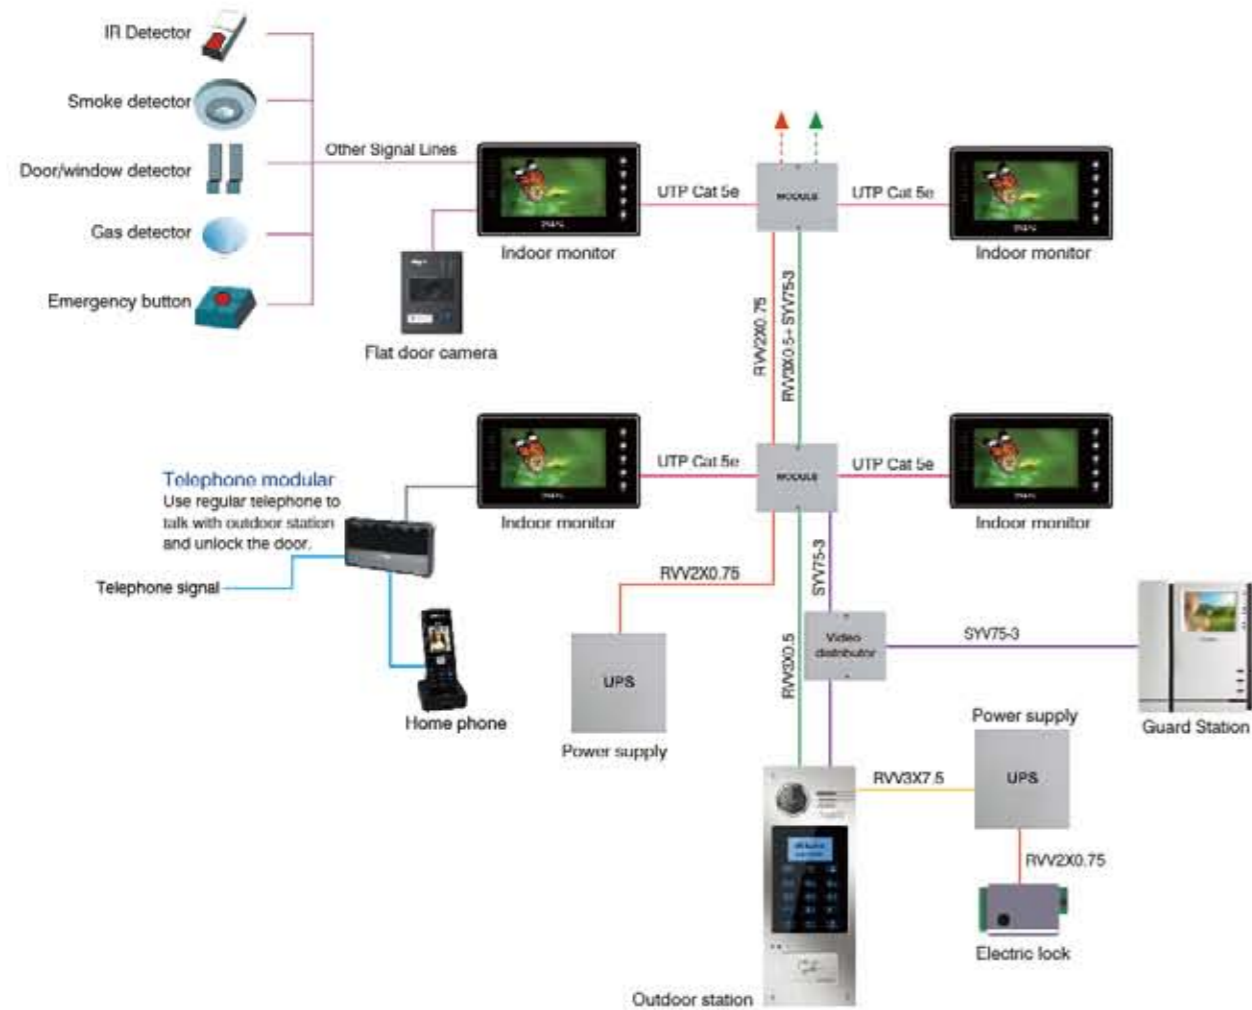 IR Detector
Smoke detector
Door/window detector
Gas detector
Emergency button
Other Signal Lines
Indoor monitor
Flat door camera
UTP Cat 5e
MODULE
UTP Cat 5e
Indoor monitor
RVV2X0.75
RVV3X0.5+ SYV75-3
Telephone modular
Use regular telephone to
talk with outdoor station
and unlock the door.
Telephone signal
Home phone
Indoor monitor
UTP Cat 5e
MODULE
UTP Cat 5e
Indoor monitor
RVV2X0.75
UPS
Power supply
RVV3X0.5
SYV75-3
Video
distributor
SYV75-3
Guard Station
Power supply
UPS
RVV3X7.5
RVV2X0.75
Electric lock
Outdoor station